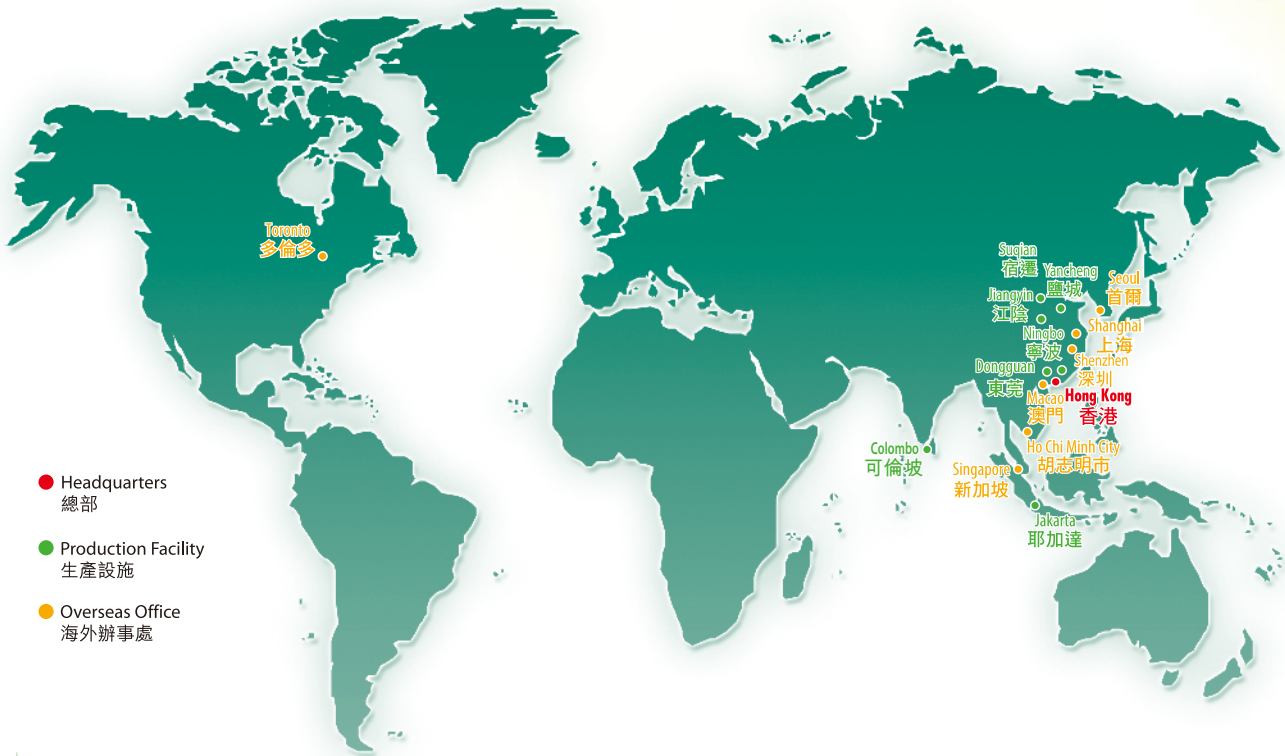 Toronto
多倫多
Suqian
宿遷
Yancheng
鹽城
Jiangyin
江陰
Seoul
首爾
Shanghai
上海
Ningbo
寧波
Shenzhen
深圳
Dongguan
東莞
Macao
澳門
Hong Kong
香港
Ho Chi Minh City
胡志明市
Colombo
可倫坡
Singapore
新加坡
Jakarta
耶加達
Headquarters
總部
Production Facility
生產設施
Overseas Office
海外辦事處